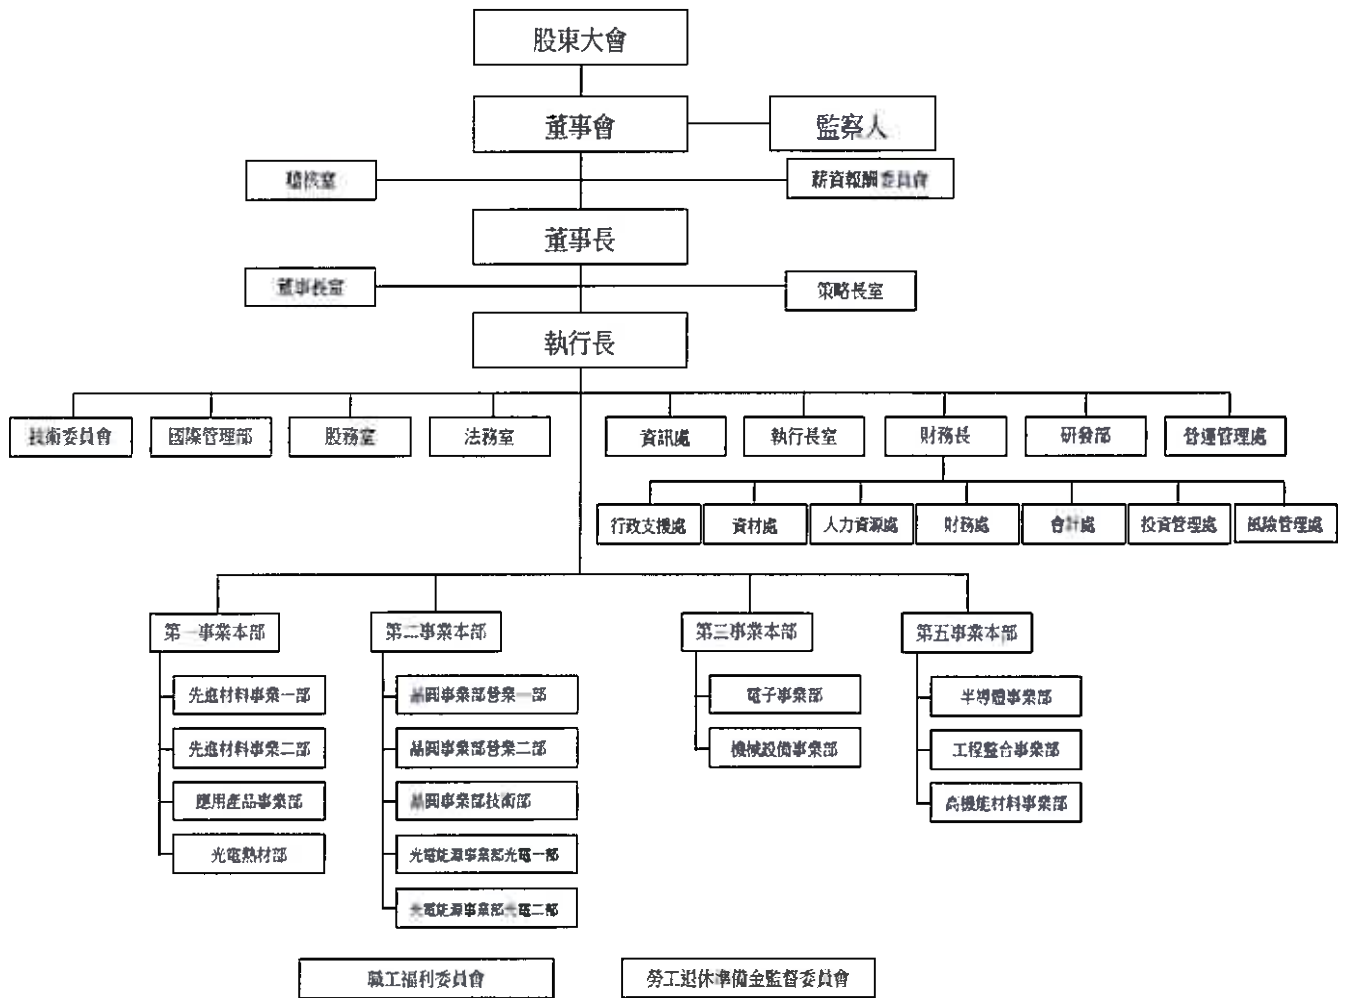 股東大會
董事會
監察人
稽核室
薪資報酬委員會
董事長
董事長室
策略長室
執行長
技術委員會
國際管理部
股務室
法務室
資訊處
執行長室
財務長
研發部
營運管理處
行政支援處
資材處
人力資源處
財務處
會計處
投資管理處
風險管理處
第一事業本部
第二事業本部
第三事業本部
第五事業本部
先進材料事業一部
晶圓事業部營業一部
電子事業部
半導體事業部
先進材料事業二部
晶圓事業部營業二部
機械設備事業部
工程整合事業部
應用產品事業部
晶圓事業部技術部
高機能材料事業部
光電熱材部
光電能源事業部光電一部
光電能源事業部光電二部
職工福利委員會
勞工退休準備金監督委員會